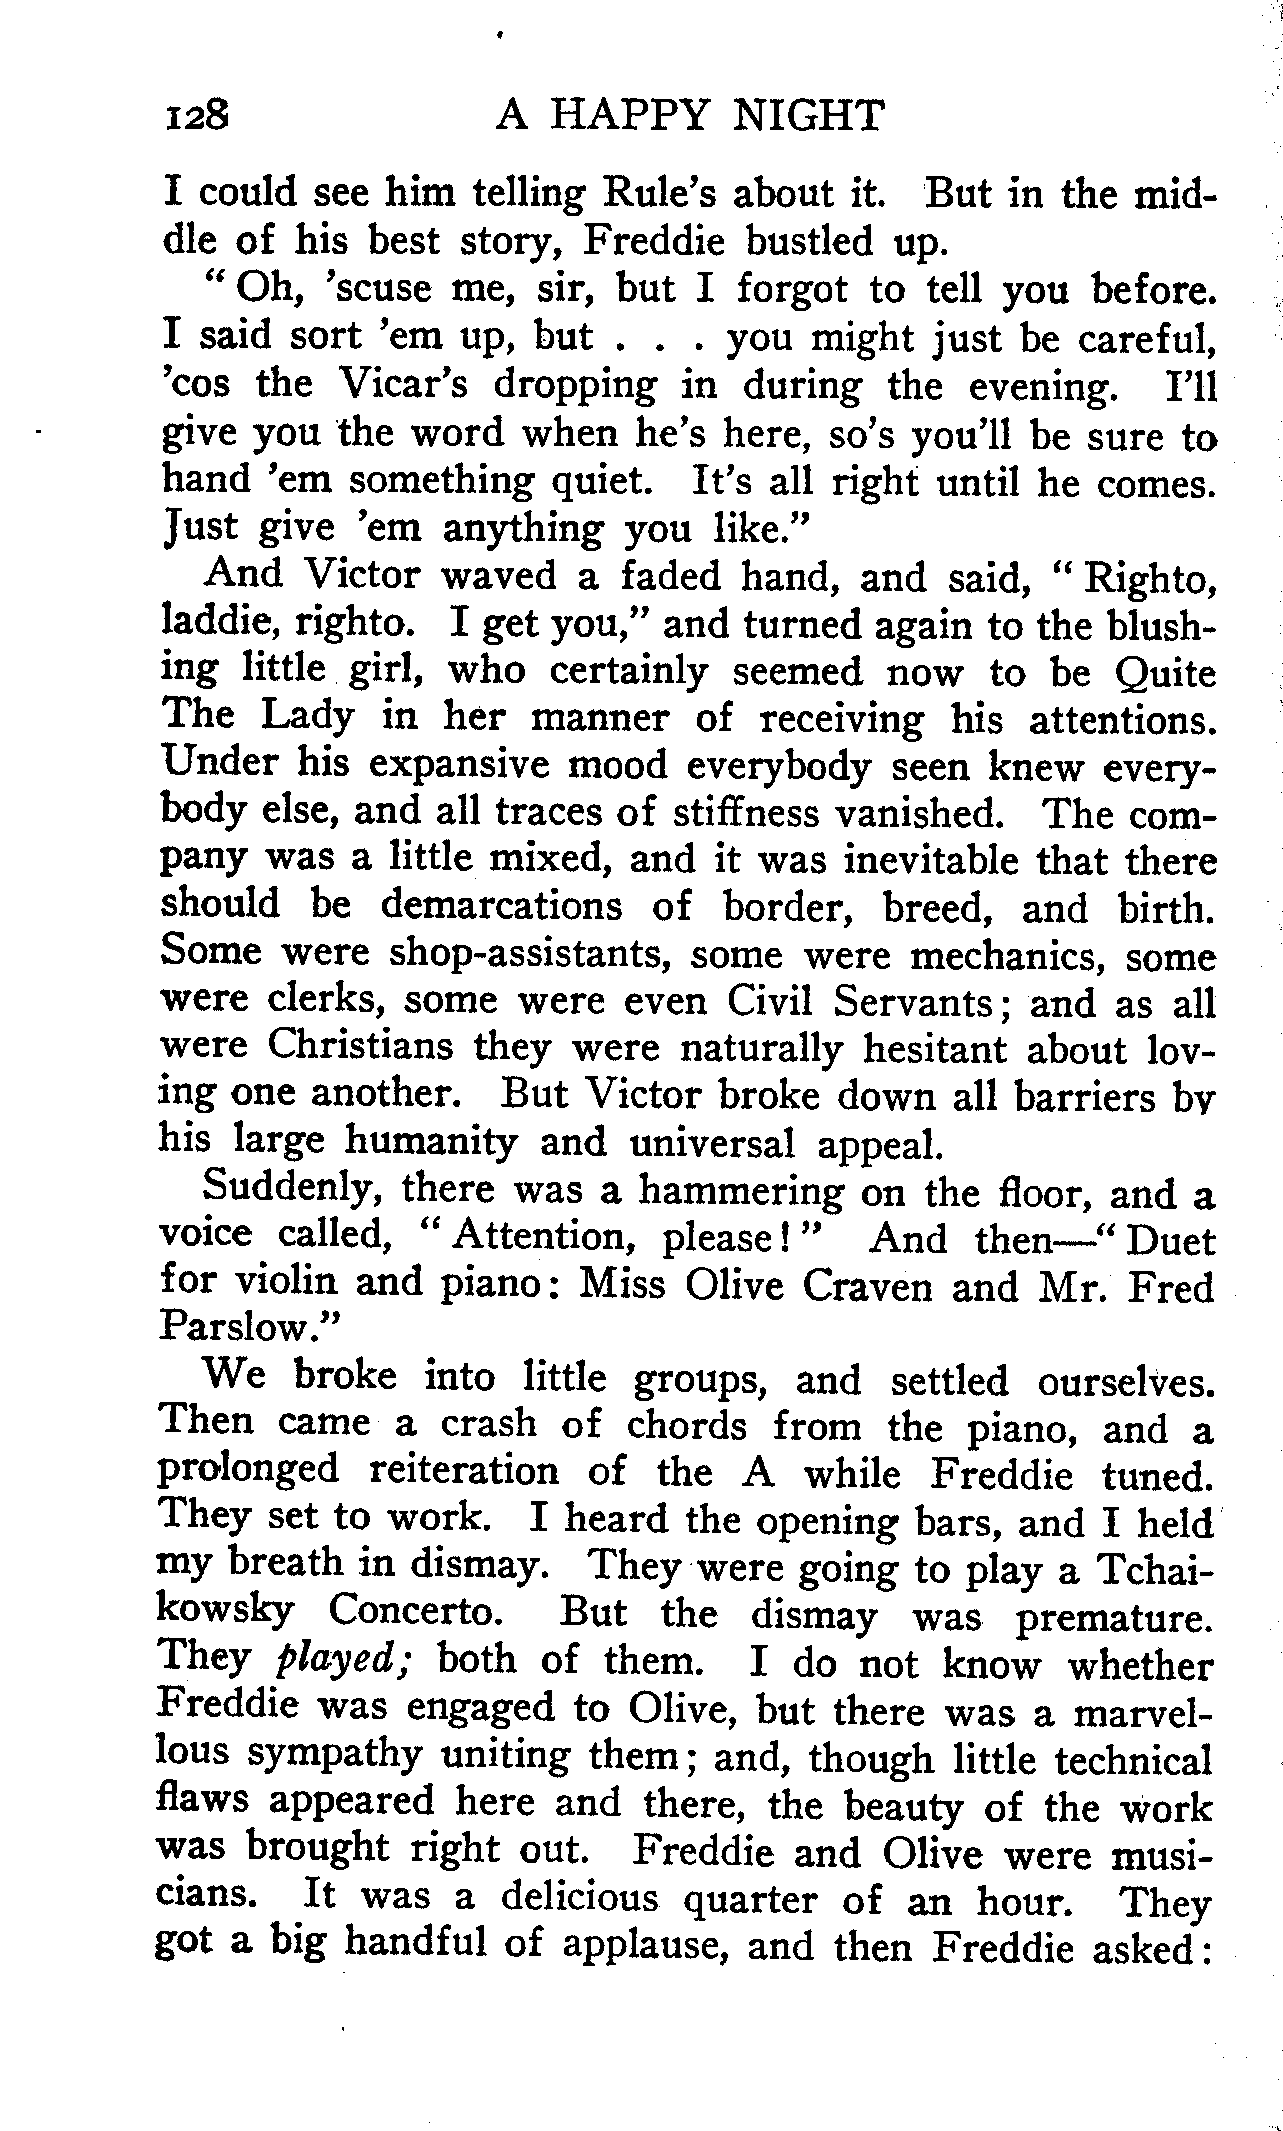 128 A HAPPY NIGHT
I could see him telling Rule's about it. But in the mid-
dle of his best story, Freddie bustled up.
" Oh, 'scuse me, sir, but I forgot to tell you before.
I said sort 'em up, but . . . you might just be careful,
'cos the Vicar's dropping in during the evening. I'll
give you the word when he's here, so's you'll be sure to
hand 'em something quiet. It's all right until he comes.
Just give 'em anything you like."
And Victor waved a faded hand, and said, " Righto,
laddie, righto. I get you," and turned again to the blush-
ing little girl, who certainly seemed now to be Quite
The Lady in her manner of receiving his attentions.
Under his expansive mood everybody seen knew every-
body else, and all traces of stiffness vanished. The com-
pany was a little mixed, and it was inevitable that there
should be demarcations of border, breed, and birth.
Some were shop-assistants, some were mechanics, some
were clerks, some were even Civil Servants; and as all
were Christians they were naturally hesitant about lov-
ing one another. But Victor broke down all barriers by
his large humanity and universal appeal.
Suddenly, there was a hammering on the floor, and a
voice called, " Attention, please! " And then—" Duet
for violin and piano: Miss Olive Craven and Mr. Fred
Parslow."
We broke into little groups, and settled ourselves.
Then came a crash of chords from the piano, and a
prolonged reiteration of the A while Freddie tuned.
They set to work. I heard the opening bars, and I held
my breath in dismay. They were going to play a Tchai-
kowsky Concerto. But the dismay was premature.
They played; both of them. I do not know whether
Freddie was engaged to Olive, but there was a marvel-
lous sympathy uniting them; and, though little technical
flaws appeared here and there, the beauty of the work
was brought right out. Freddie and Olive were musi-
cians. It was a delicious quarter of an hour. They
got a big handful of applause, and then Freddie asked: